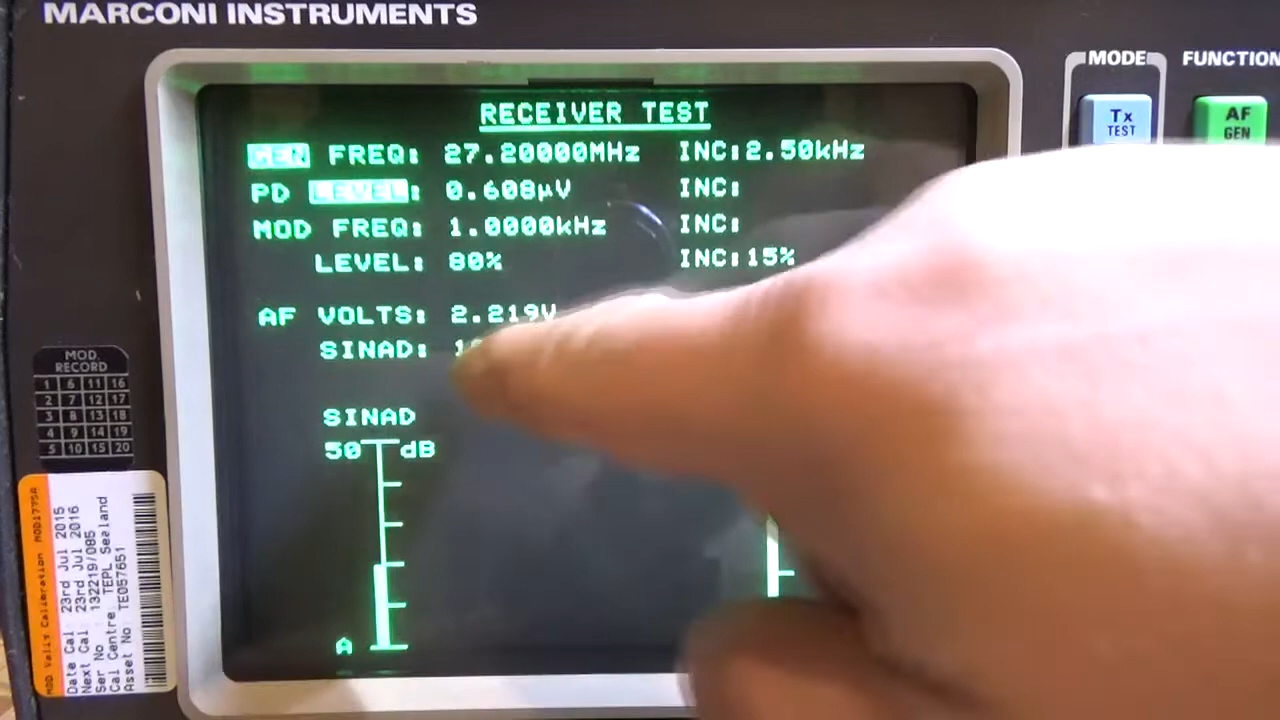 MARCONI INSTRUMENTS
MODE
FUNCTION
Tx
TEST
AF
GEN
RECEIVER TEST
GEN FREQ: 27.20000MHz INC:2.50kHz
PD LEVEL: 0.608µV INC:
MOD FREQ: 1.0000kHz INC:
LEVEL: 80% INC:15%
AF VOLTS: 2.219V
SINAD:
SINAD
50 dB
A
MOD.
RECORD
1 6 11 16
2 7 12 17
3 8 13 18
4 9 14 19
5 10 15 20
Date Cal: 23rd Jul 2015
Next Cal: 23rd Jul 2016
Ser No : 132219/085
Cal Centre: TEPL Sealand
Asset No: TE057651